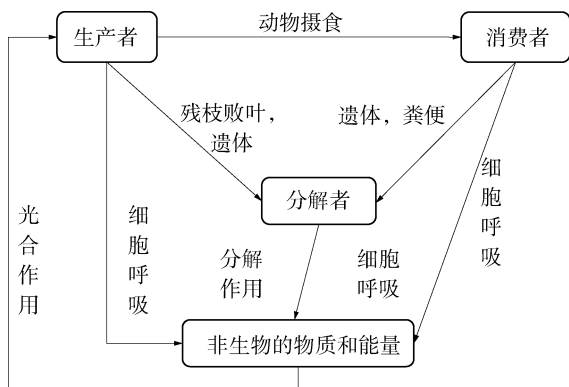 生产者
动物摄食
消费者
残枝败叶，
遗体
遗体，粪便
分解者
光合作用
细胞呼吸
分解
作用
细胞
呼吸
细胞呼吸
非生物的物质和能量